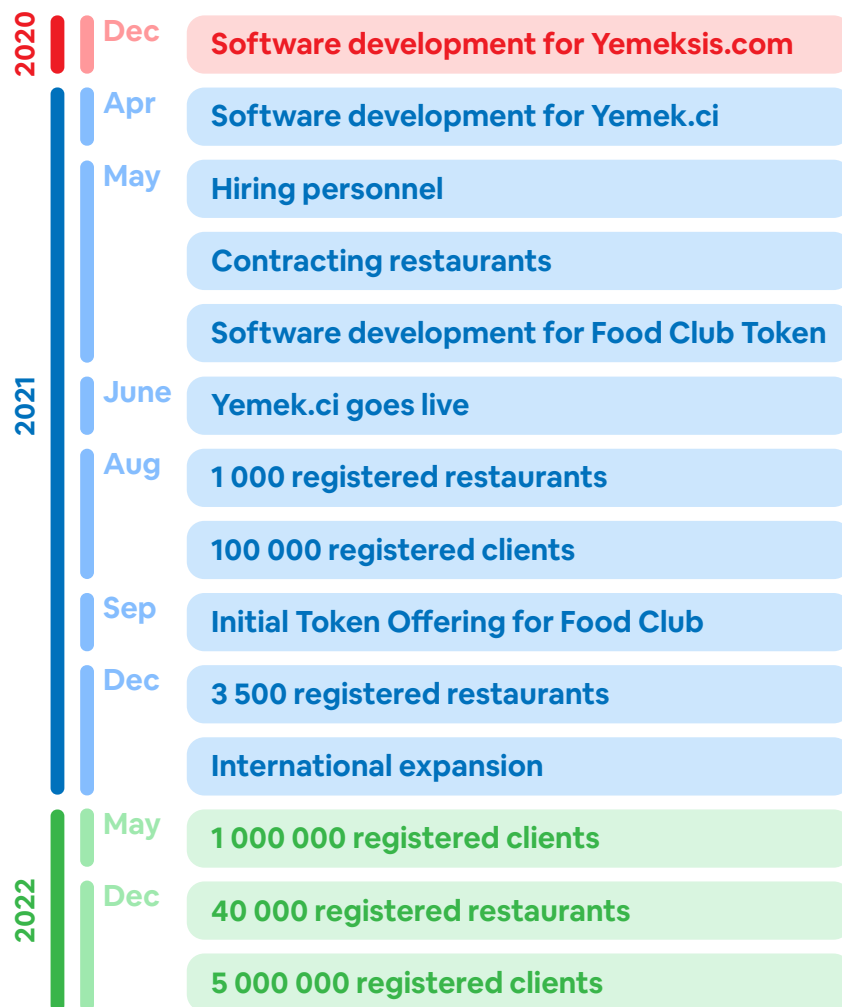 2020
Dec
Software development for Yemeksis.com
2021
Apr
Software development for Yemek.ci
May
Hiring personnel
Contracting restaurants
Software development for Food Club Token
June
Yemek.ci goes live
Aug
1 000 registered restaurants
100 000 registered clients
Sep
Initial Token Offering for Food Club
Dec
3 500 registered restaurants
International expansion
2022
May
1 000 000 registered clients
Dec
40 000 registered restaurants
5 000 000 registered clients